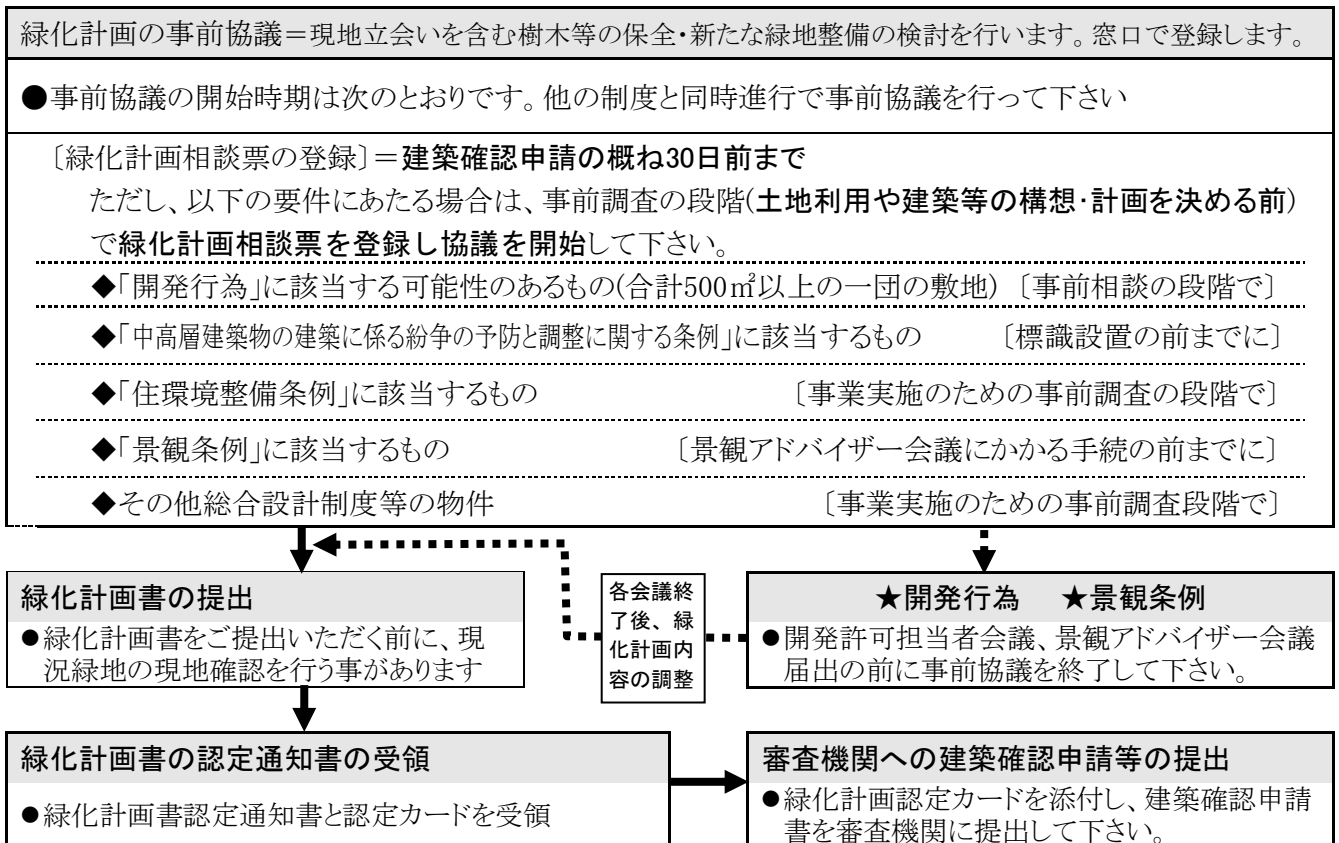 緑化計画の事前協議＝現地立会いを含む樹木等の保全・新たな緑地整備の検討を行います。窓口で登録します。
●事前協議の開始時期は次のとおりです。他の制度と同時進行で事前協議を行って下さい
〔緑化計画相談票の登録〕＝建築確認申請の概ね30日前まで
ただし、以下の要件にあたる場合は、事前調査の段階(土地利用や建築等の構想・計画を決める前)
で緑化計画相談票を登録し協議を開始して下さい。
◆「開発行為」に該当する可能性のあるもの(合計500㎡以上の一団の敷地) 〔事前相談の段階で〕
◆「中高層建築物の建築に係る紛争の予防と調整に関する条例」に該当するもの 〔標識設置の前までに〕
◆「住環境整備条例」に該当するもの 〔事業実施のための事前調査の段階で〕
◆「景観条例」に該当するもの 〔景観アドバイザー会議にかかる手続の前までに〕
◆その他総合設計制度等の物件 〔事業実施のための事前調査段階で〕
緑化計画書の提出
●緑化計画書をご提出いただく前に、現
況緑地の現地確認を行う事があります
各会議終
了後、緑
化計画内
容の調整
★開発行為 ★景観条例
●開発許可担当者会議、景観アドバイザー会議
届出の前に事前協議を終了して下さい。
緑化計画書の認定通知書の受領
●緑化計画書認定通知書と認定カードを受領
審査機関への建築確認申請等の提出
●緑化計画認定カードを添付し、建築確認申請
書を審査機関に提出して下さい。